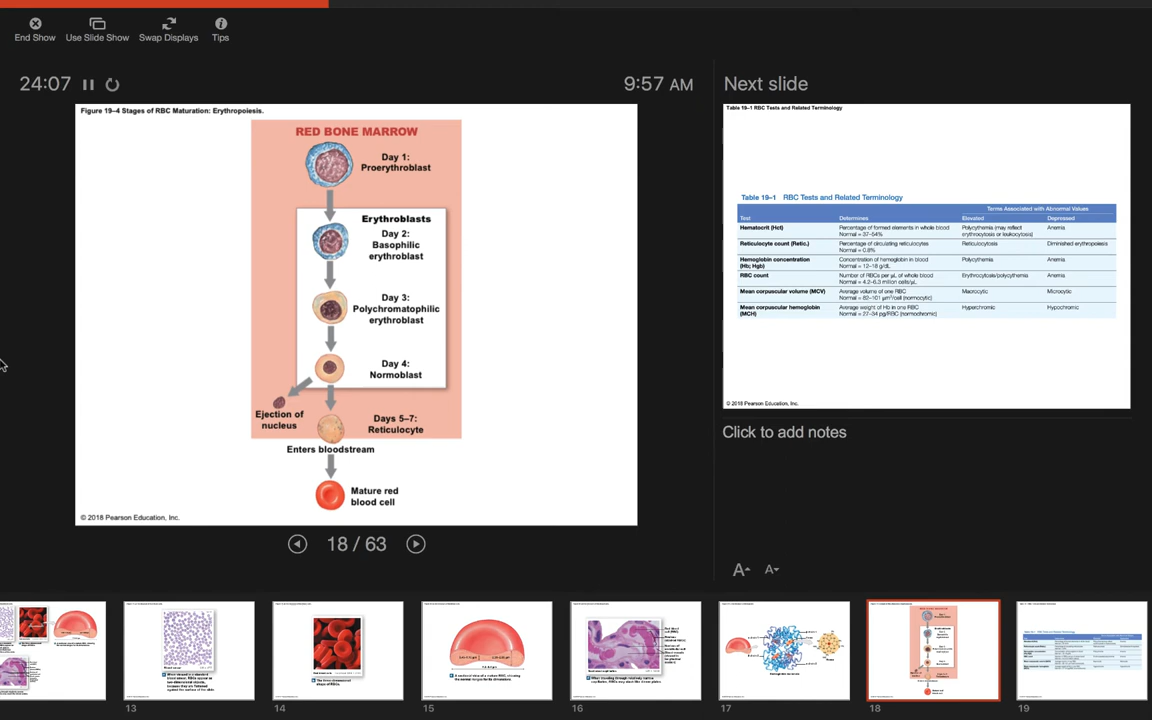 End Show
Use Slide Show
Swap Displays
Tips
24:07
9:57 AM
Figure 19–4 Stages of RBC Maturation: Erythropoiesis.
RED BONE MARROW
Day 1:
Proerythroblast
Erythroblasts
Day 2:
Basophilic
erythroblast
Day 3:
Polychromatophilic
erythroblast
Day 4:
Normoblast
Ejection of
nucleus
Days 5–7:
Reticulocyte
Enters bloodstream
Mature red
blood cell
© 2018 Pearson Education, Inc.
18 / 63
Next slide
Table 19–1 RBC Tests and Related Terminology
Table 19–1 RBC Tests and Related Terminology
Terms Associated with Abnormal Values
Test Determines Elevated Depressed
Hematocrit (Hct) Percentage of formed elements in whole blood Polycythemia (may reflect Anemia
Normal = 37–54% erythrocytosis or leukocytosis)
Reticulocyte count (Retic.) Percentage of circulating reticulocytes Reticulocytosis Diminished erythropoiesis
Normal = 0.8%
Hemoglobin concentration Concentration of hemoglobin in blood Polycythemia Anemia
(Hb; Hgb) Normal = 12–18 g/dL
RBC count Number of RBCs per µL of whole blood Erythrocytosis/polycythemia Anemia
Normal = 4.2–6.3 million cells/µL
Mean corpuscular volume (MCV) Average volume of one RBC Macrocytic Microcytic
Normal = 82–101 µm³/cell (normocytic)
Mean corpuscular hemoglobin Average weight of Hb in one RBC Hyperchromic Hypochromic
(MCH) Normal = 27–34 pg/RBC (normochromic)
© 2018 Pearson Education, Inc.
Click to add notes
A A
13
14
15
16
17
18
19